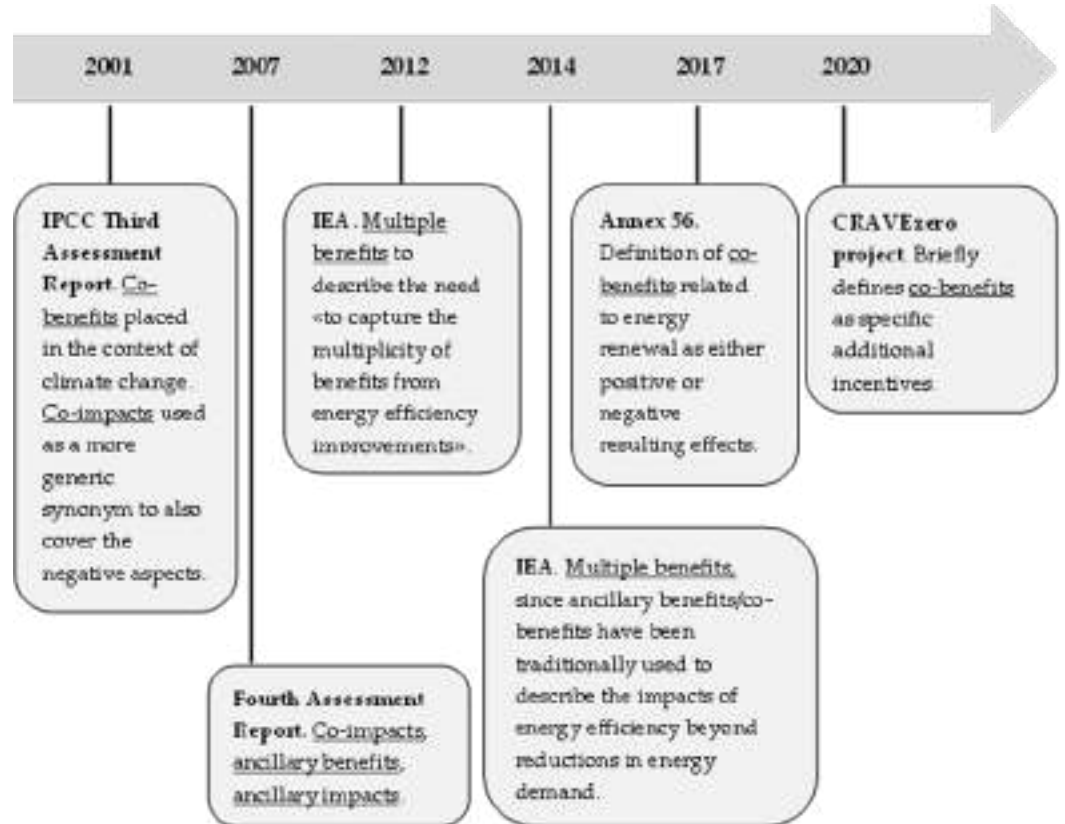 2001 2007 2012 2014 2017 2020
IPCC Third
Assessment
Report. Co-
benefits placed
in the context of
climate change.
Co-impacts used
as a more
generic
synonym to also
cover the
negative aspects.
Fourth Assessment
Report. Co-impacts,
ancillary benefits,
ancillary impacts.
IEA. Multiple
benefits to
describe the need
«to capture the
multiplicity of
benefits from
energy efficiency
improvements».
IEA. Multiple benefits,
since ancillary benefits/co-
benefits have been
traditionally used to
describe the impacts of
energy efficiency beyond
reductions in energy
demand.
Annex 56.
Definition of co-
benefits related
to energy
renewal as either
positive or
negative
resulting effects.
CRAVEzero
project. Briefly
defines co-benefits
as specific
additional
incentives